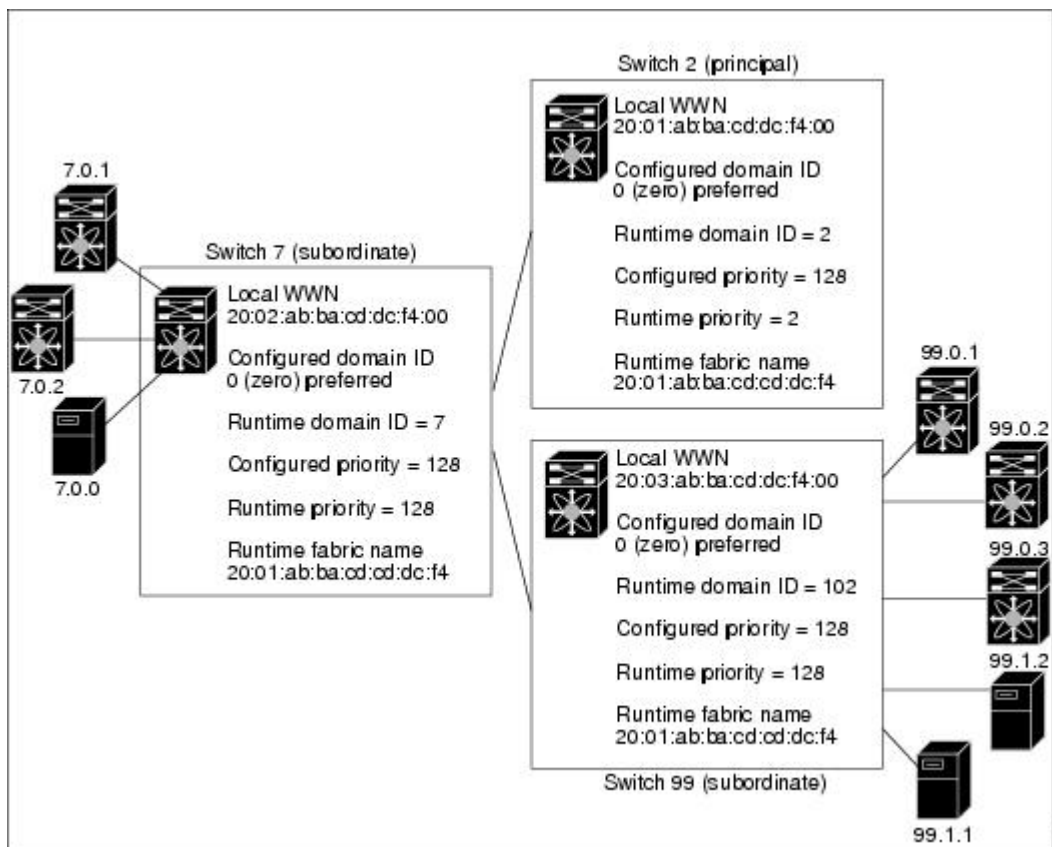 Switch 2 (principal)
Local WWN
20:01:ab:ba:cd:dc:f4:00
Configured domain ID
0 (zero) preferred
Runtime domain ID = 2
Configured priority = 128
Runtime priority = 2
Runtime fabric name
20:01:ab:ba:cd:cd:dc:f4
7.0.1
7.0.2
7.0.0
Switch 7 (subordinate)
Local WWN
20:02:ab:ba:cd:dc:f4:00
Configured domain ID
0 (zero) preferred
Runtime domain ID = 7
Configured priority = 128
Runtime priority = 128
Runtime fabric name
20:01:ab:ba:cd:cd:dc:f4
Local WWN
20:03:ab:ba:cd:dc:f4:00
Configured domain ID
0 (zero) preferred
Runtime domain ID = 102
Configured priority = 128
Runtime priority = 128
Runtime fabric name
20:01:ab:ba:cd:cd:dc:f4
Switch 99 (subordinate)
99.0.1
99.0.2
99.0.3
99.1.2
99.1.1